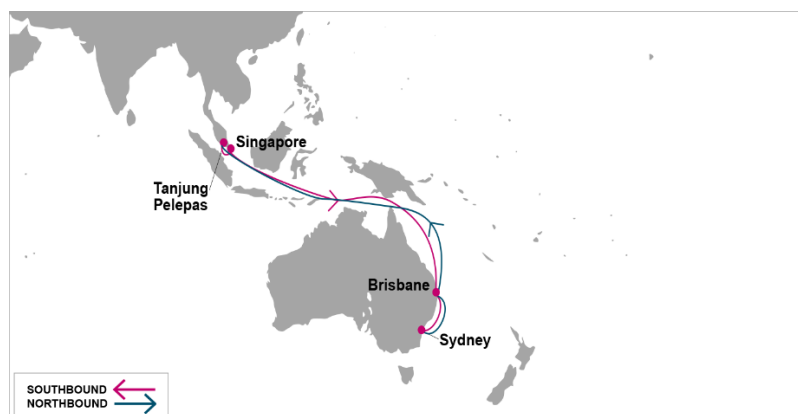 Singapore
Tanjung
Pelepas
Brisbane
Sydney
SOUTHBOUND
NORTHBOUND